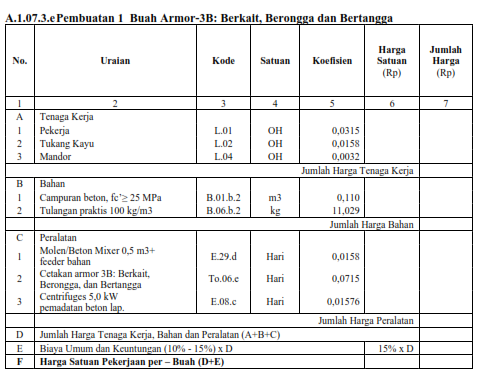 A.1.07.3.e Pembuatan 1 Buah Armor-3B: Berkait, Berongga dan Bertangga
No. Uraian Kode Satuan Koefisien Harga Satuan (Rp) Jumlah Harga (Rp)
1 2 3 4 5 6 7
A Tenaga Kerja
1 Pekerja L.01 OH 0,0315
2 Tukang Kayu L.02 OH 0,0158
3 Mandor L.04 OH 0,0032
Jumlah Harga Tenaga Kerja
B Bahan
1 Campuran beton, fc'≥ 25 MPa B.01.b.2 m3 0,110
2 Tulangan praktis 100 kg/m3 B.06.b.2 kg 11,029
Jumlah Harga Bahan
C Peralatan
1 Molen/Beton Mixer 0,5 m3+ feeder bahan E.29.d Hari 0,0158
2 Cetakan armor 3B: Berkait, Berongga, dan Bertangga To.06.e Hari 0,0715
3 Centrifuges 5,0 kW pemadatan beton lap. E.08.c Hari 0,01576
Jumlah Harga Peralatan
D Jumlah Harga Tenaga Kerja, Bahan dan Peralatan (A+B+C)
E Biaya Umum dan Keuntungan (10% - 15%) x D 15% x D
F Harga Satuan Pekerjaan per – Buah (D+E)